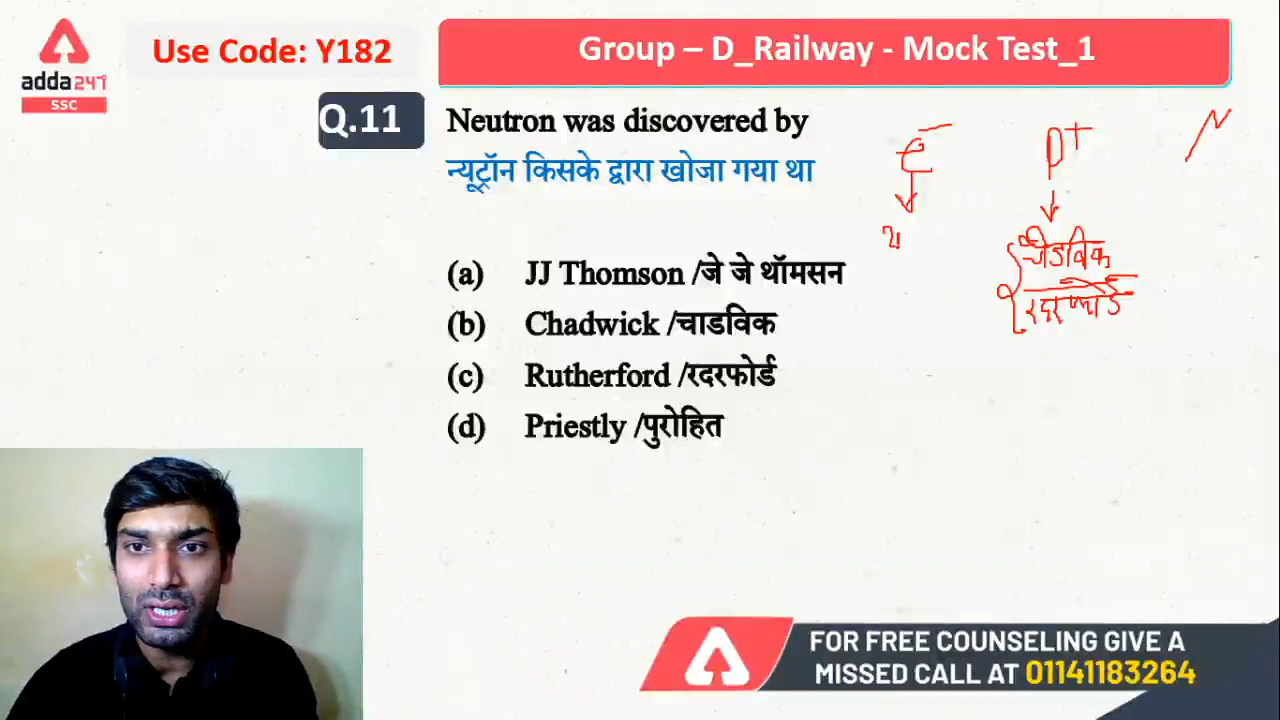 adda247
SSC
Use Code: Y182
Group – D_Railway - Mock Test_1
Q.11
Neutron was discovered by
न्यूट्रॉन किसके द्वारा खोजा गया था
(a) JJ Thomson /जे जे थॉमसन
(b) Chadwick /चाडविक
(c) Rutherford /रदरफोर्ड
(d) Priestly /पुरोहित
e⁻
P+
N
चैडविक
रदरफोर्ड
FOR FREE COUNSELING GIVE A
MISSED CALL AT 01141183264